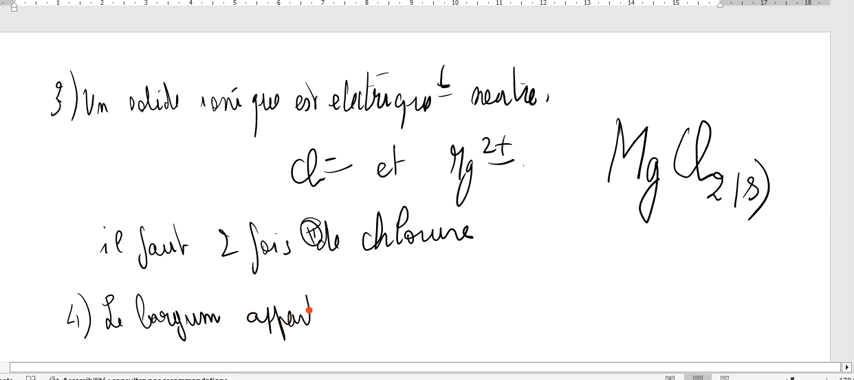 3) Un solide ionique est electriqu^t neutre.
Cl⁻ et Mg²⁺
MgCl₂(s)
il faut 2 fois ⊕ de chlorure
4) Le baryum appart